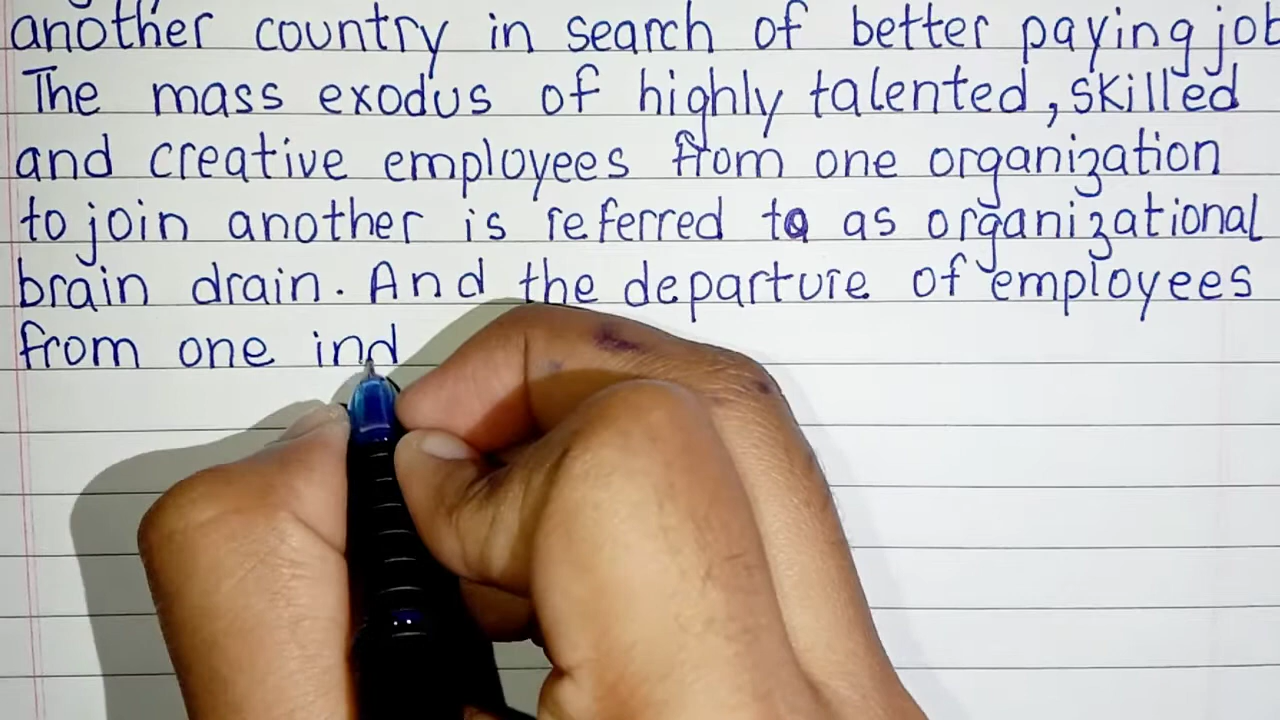 another country in search of better paying job
The mass exodus of highly talented, skilled
and creative employees from one organization
to join another is referred to as organizational
brain drain. And the departure of employees
from one ind